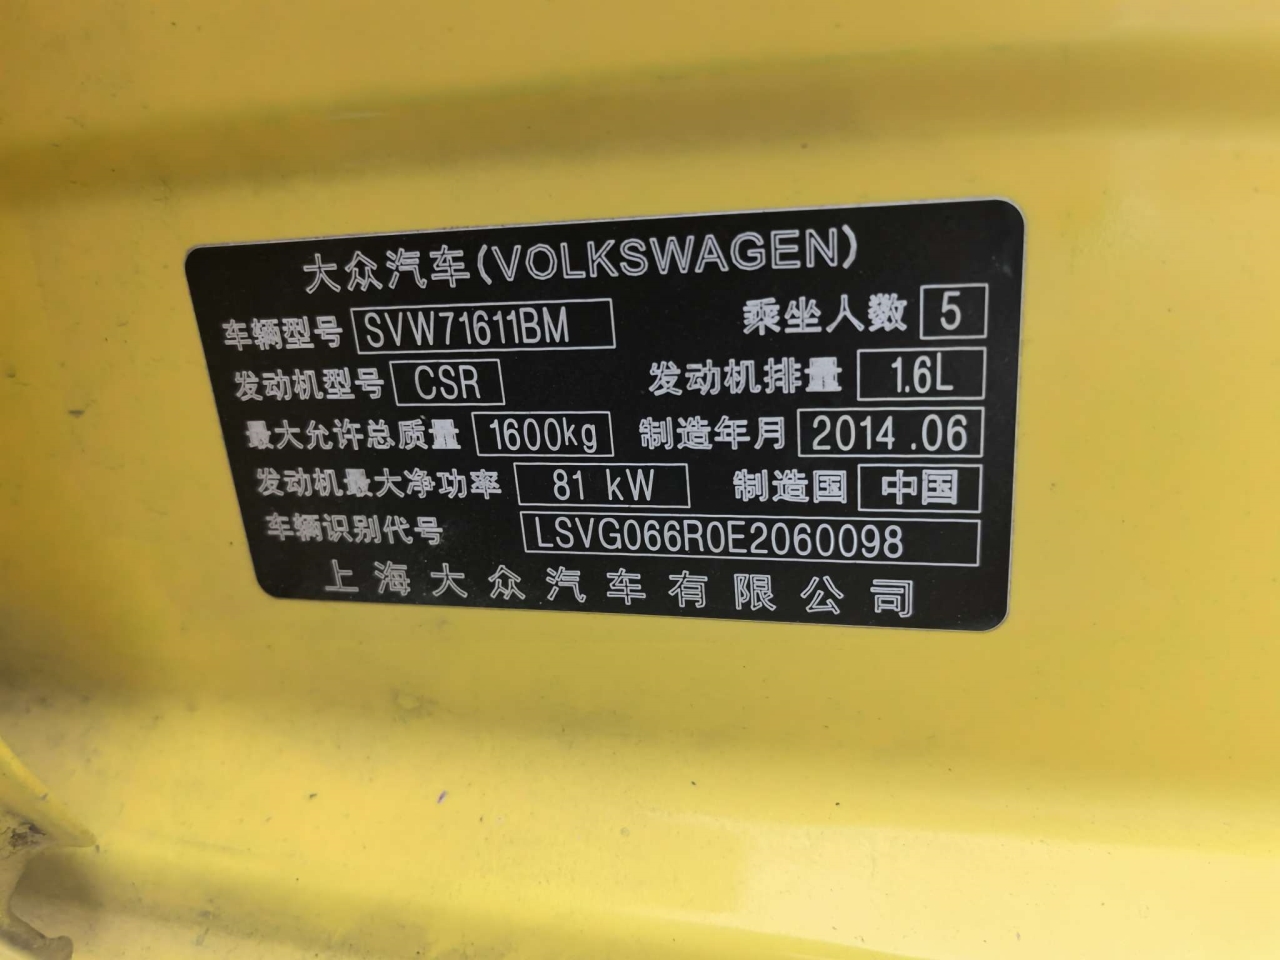 大众汽车(VOLKSWAGEN)
车辆型号 SVW71611BM 乘坐人数 5
发动机型号 CSR 发动机排量 1.6L
最大允许总质量 1600kg 制造年月 2014.06
发动机最大净功率 81 kW 制造国 中国
车辆识别代号 LSVG066R0E2060098
上海大众汽车有限公司